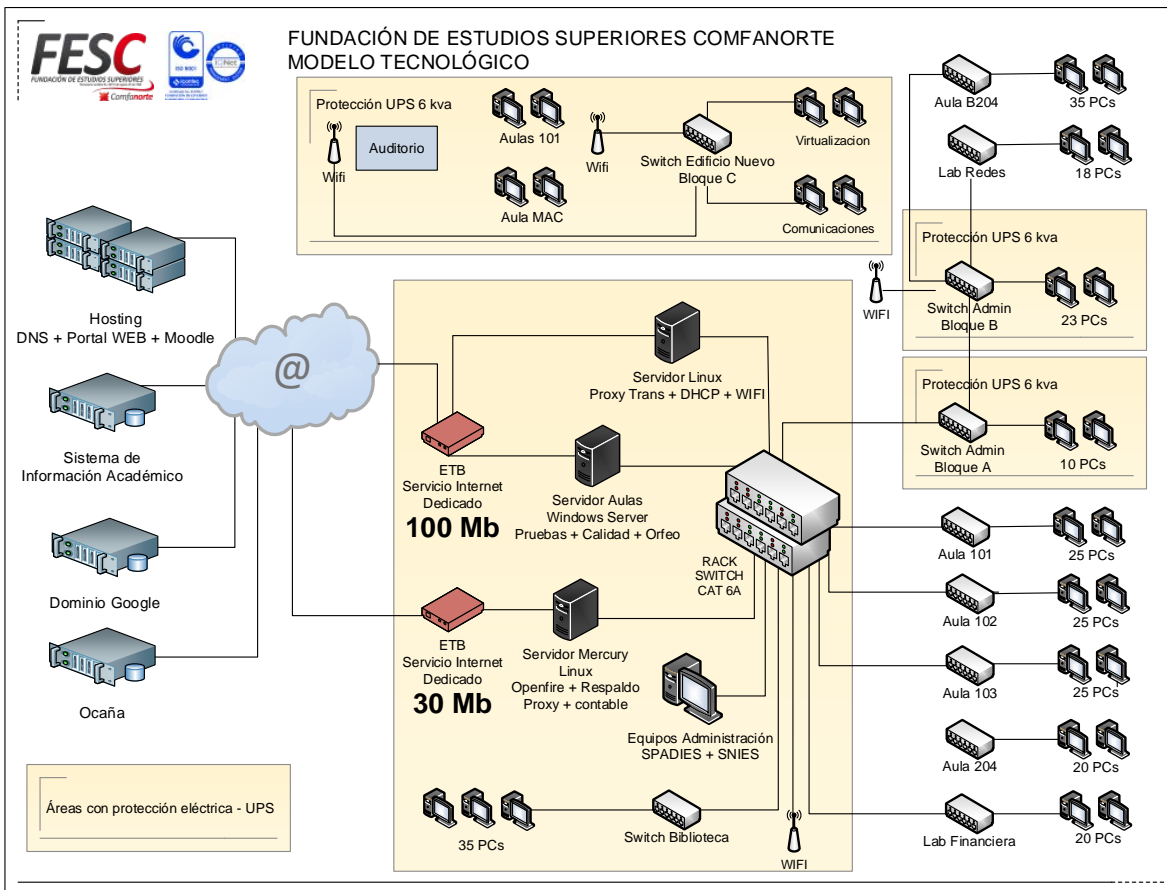 FESC
FUNDACIÓN DE ESTUDIOS SUPERIORES
Comfanorte
ISO 9001
icontec
IQNet
FUNDACIÓN DE ESTUDIOS SUPERIORES COMFANORTE
MODELO TECNOLÓGICO
Protección UPS 6 kva
Wifi
Auditorio
Aulas 101
Aula MAC
Wifi
Switch Edificio Nuevo
Bloque C
Virtualizacion
Comunicaciones
Aula B204
35 PCs
Lab Redes
18 PCs
Protección UPS 6 kva
WIFI
Switch Admin
Bloque B
23 PCs
Protección UPS 6 kva
Switch Admin
Bloque A
10 PCs
Hosting
DNS + Portal WEB + Moodle
Sistema de
Información Académico
Dominio Google
Ocaña
@
ETB
Servicio Internet
Dedicado
100 Mb
Servidor Linux
Proxy Trans + DHCP + WIFI
Servidor Aulas
Windows Server
Pruebas + Calidad + Orfeo
RACK
SWITCH
CAT 6A
ETB
Servicio Internet
Dedicado
30 Mb
Servidor Mercury
Linux
Openfire + Respaldo
Proxy + contable
Equipos Administración
SPADIES + SNIES
35 PCs
Switch Biblioteca
WIFI
Aula 101
25 PCs
Aula 102
25 PCs
Aula 103
25 PCs
Aula 204
20 PCs
Lab Financiera
20 PCs
Áreas con protección eléctrica - UPS